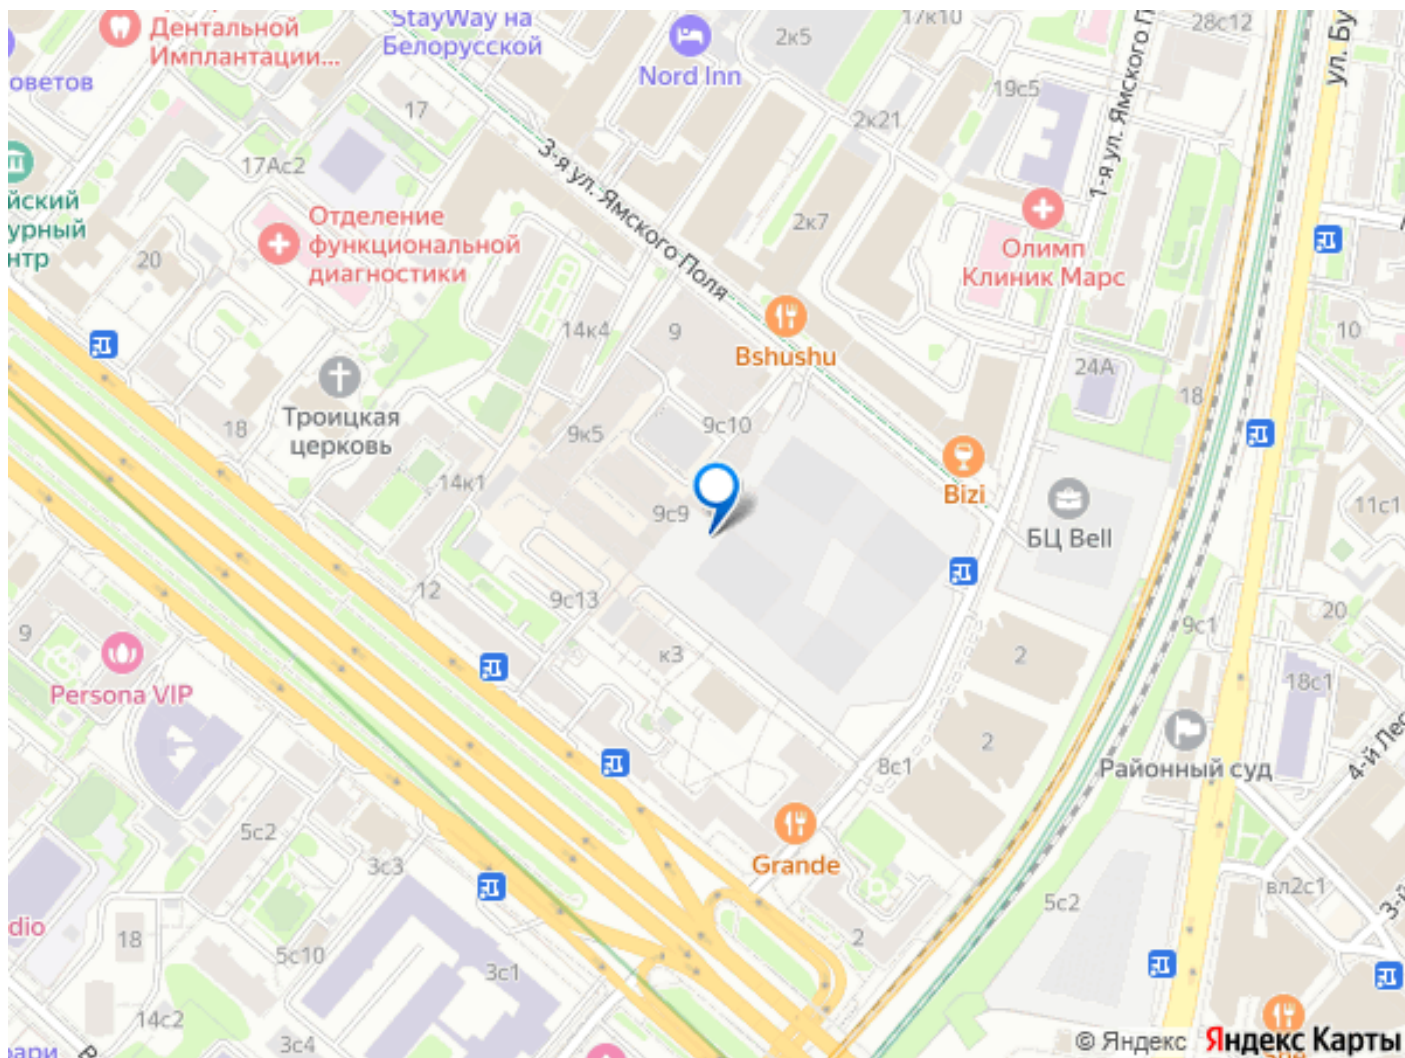 Дентальной
Имплантации...
StayWay на
Белорусской
Nord Inn
2к5
17к10
28с12
ул. Бу
оветов
17
19с5
2к21
3-я ул. Ямского Поля
1-я ул. Ямского П
17Ас2
йский
урный
нтр
Отделение
функциональной
диагностики
20
2к7
Олимп
Клиник Марс
14к4
9
Bshushu
10
24А
18
Троицкая
церковь
18
9к5
9с10
14к1
Bizi
9с9
БЦ Bell
11с1
12
9с13
9
к3
2
9с1
20
Persona VIP
18с1
2
8с1
Районный суд
4-й Лес
5с2
3с3
Grande
вл2с1
5с2
3-й
dio
18
5с10
3с1
2
14с2
3с4
© Яндекс
Яндекс Карты